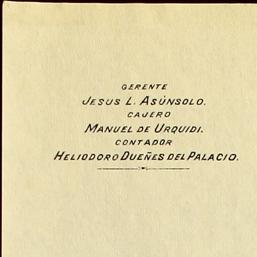 GERENTE
JESUS L. ASÚNSOLO.
CAJERO
MANUEL DE URQUIDI.
CONTADOR
HELIODORO DUEÑES DEL PALACIO.